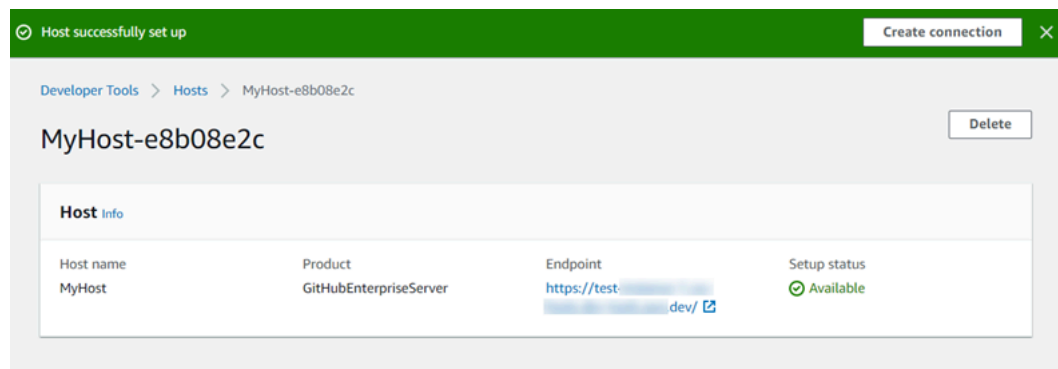 Host successfully set up
Create connection
Developer Tools > Hosts > MyHost-e8b08e2c
MyHost-e8b08e2c
Delete
Host Info
Host name
Product
Endpoint
Setup status
MyHost
GitHubEnterpriseServer
https://test-
Available
dev/